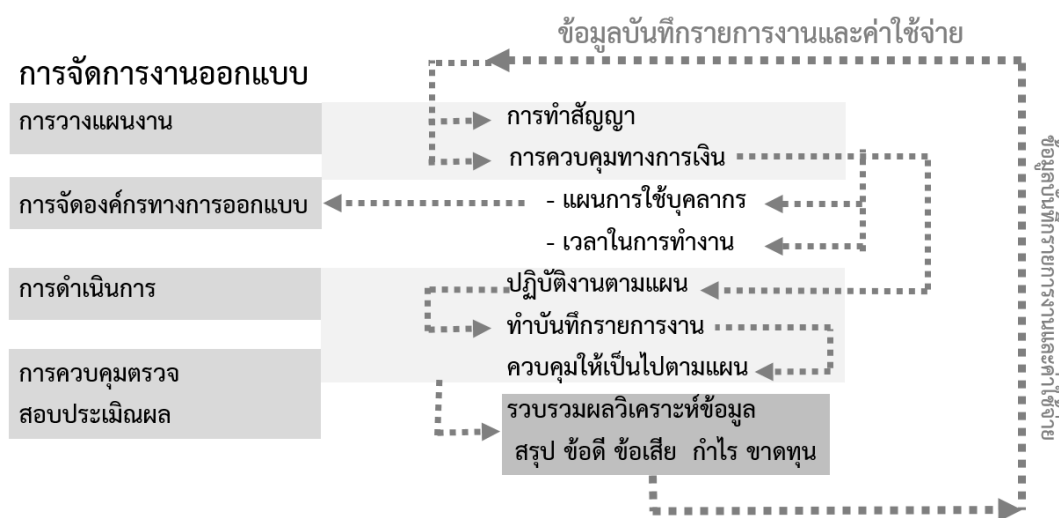 ข้อมูลบันทึกรายการงานและค่าใช้จ่าย
การจัดการงานออกแบบ
การวางแผนงาน
การทำสัญญา
การควบคุมทางการเงิน
การจัดองค์กรทางการออกแบบ
- แผนการใช้บุคลากร
- เวลาในการทำงาน
การดำเนินการ
ปฏิบัติงานตามแผน
ทำบันทึกรายการงาน
ควบคุมให้เป็นไปตามแผน
การควบคุมตรวจ
สอบประเมิณผล
รวบรวมผลวิเคราะห์ข้อมูล
สรุป ข้อดี ข้อเสีย กำไร ขาดทุน
ข้อมูลบันทึกรายการงานและค่าใช้จ่าย